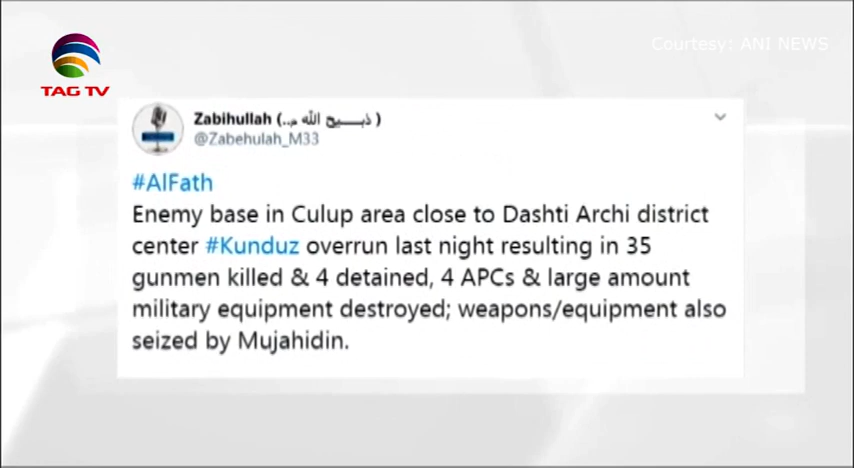 Courtesy: ANI NEWS
TAG TV
Zabihullah (..ذبـــيح الله م)
@Zabehulah_M33
#AlFath
Enemy base in Culup area close to Dashti Archi district
center #Kunduz overrun last night resulting in 35
gunmen killed & 4 detained, 4 APCs & large amount
military equipment destroyed; weapons/equipment also
seized by Mujahidin.